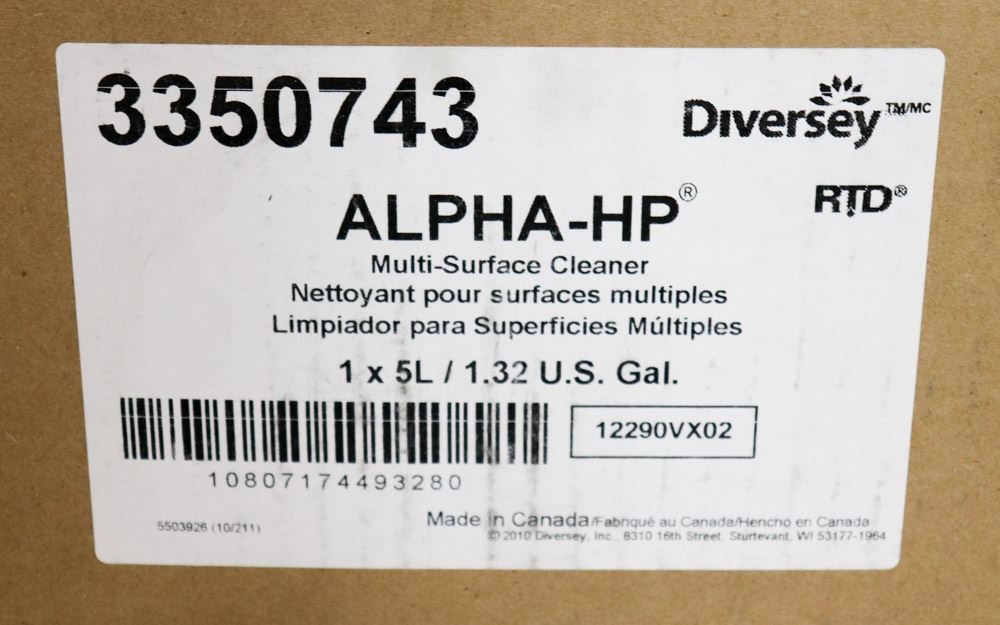 3350743
Diversey™/MC
ALPHA-HP®
RTD®
Multi-Surface Cleaner
Nettoyant pour surfaces multiples
Limpiador para Superficies Múltiples
1 x 5L / 1.32 U.S. Gal.
12290VX02
10807174493280
5503926 (10/211)
Made in Canada/Fabriqué au Canada/Hencho en Canada
© 2010 Diversey, Inc., 8310 16th Street, Sturtevant, WI 53177-1964